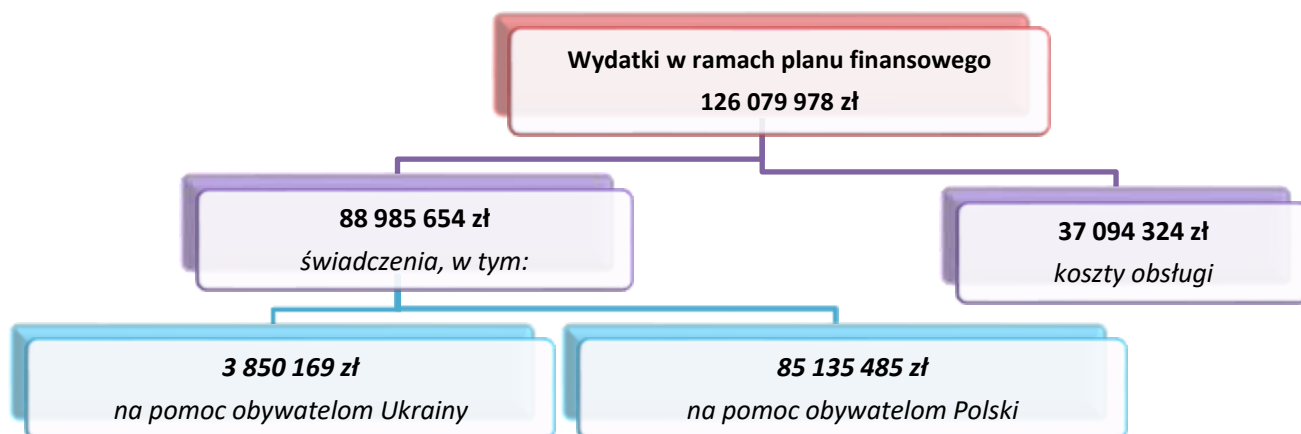 Wydatki w ramach planu finansowego
126 079 978 zł
88 985 654 zł
świadczenia, w tym:
37 094 324 zł
koszty obsługi
3 850 169 zł
na pomoc obywatelom Ukrainy
85 135 485 zł
na pomoc obywatelom Polski